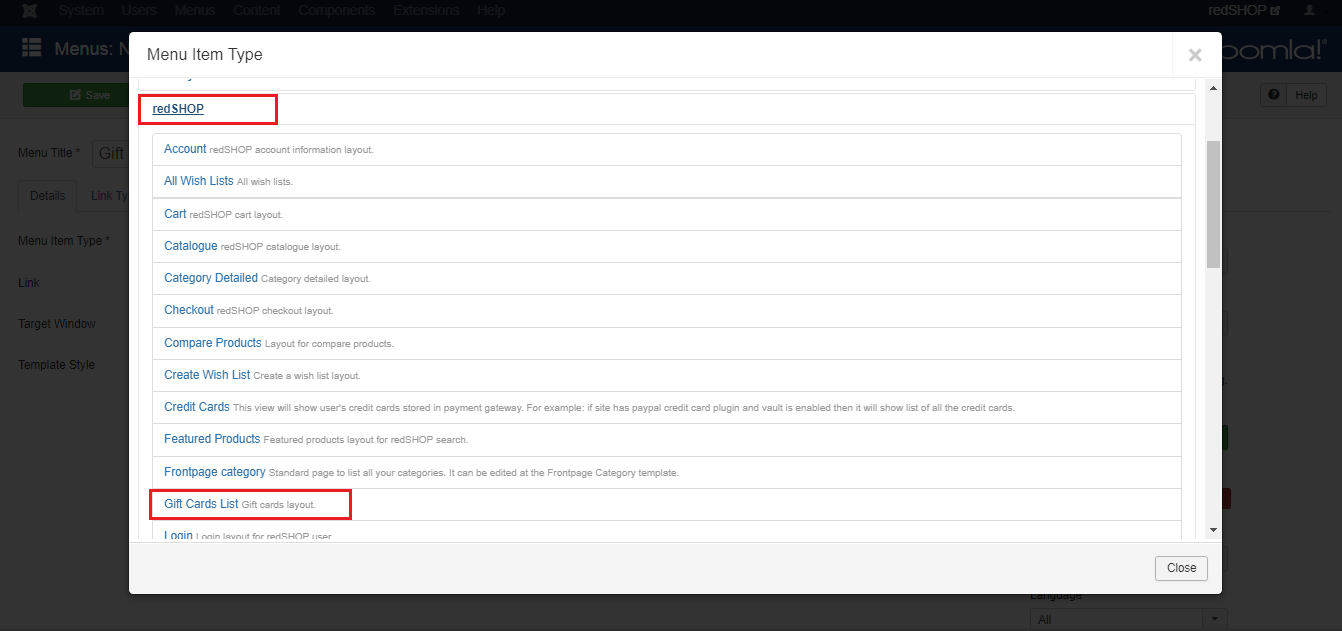 System Users Menus Content Components Extensions Help redSHOP
Menus: N
Joomla!
Menu Item Type
Save
Help
redSHOP
Menu Title * Gift
Account redSHOP account information layout.
Details Link Ty
All Wish Lists All wish lists.
Cart redSHOP cart layout.
Menu Item Type *
Catalogue redSHOP catalogue layout.
Category Detailed Category detailed layout.
Link
Checkout redSHOP checkout layout.
Target Window
Compare Products Layout for compare products.
Template Style
Create Wish List Create a wish list layout.
Credit Cards This view will show user's credit cards stored in payment gateway. For example: if site has paypal credit card plugin and vault is enabled then it will show list of all the credit cards.
Featured Products Featured products layout for redSHOP search.
Frontpage category Standard page to list all your categories. It can be edited at the Frontpage Category template.
Gift Cards List Gift cards layout.
Login Login layout for redSHOP user
Close
Language
All